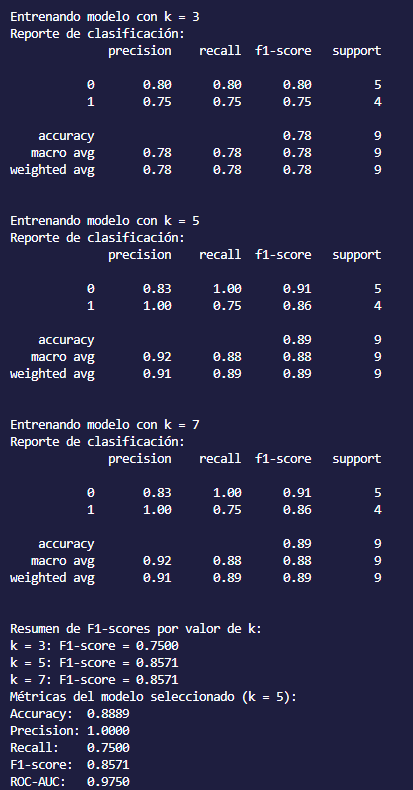 Entrenando modelo con k = 3
Reporte de clasificación:
precision recall f1-score support
0 0.80 0.80 0.80 5
1 0.75 0.75 0.75 4
accuracy 0.78 9
macro avg 0.78 0.78 0.78 9
weighted avg 0.78 0.78 0.78 9
Entrenando modelo con k = 5
Reporte de clasificación:
precision recall f1-score support
0 0.83 1.00 0.91 5
1 1.00 0.75 0.86 4
accuracy 0.89 9
macro avg 0.92 0.88 0.88 9
weighted avg 0.91 0.89 0.89 9
Entrenando modelo con k = 7
Reporte de clasificación:
precision recall f1-score support
0 0.83 1.00 0.91 5
1 1.00 0.75 0.86 4
accuracy 0.89 9
macro avg 0.92 0.88 0.88 9
weighted avg 0.91 0.89 0.89 9
Resumen de F1-scores por valor de k:
k = 3: F1-score = 0.7500
k = 5: F1-score = 0.8571
k = 7: F1-score = 0.8571
Métricas del modelo seleccionado (k = 5):
Accuracy: 0.8889
Precision: 1.0000
Recall: 0.7500
F1-score: 0.8571
ROC-AUC: 0.9750